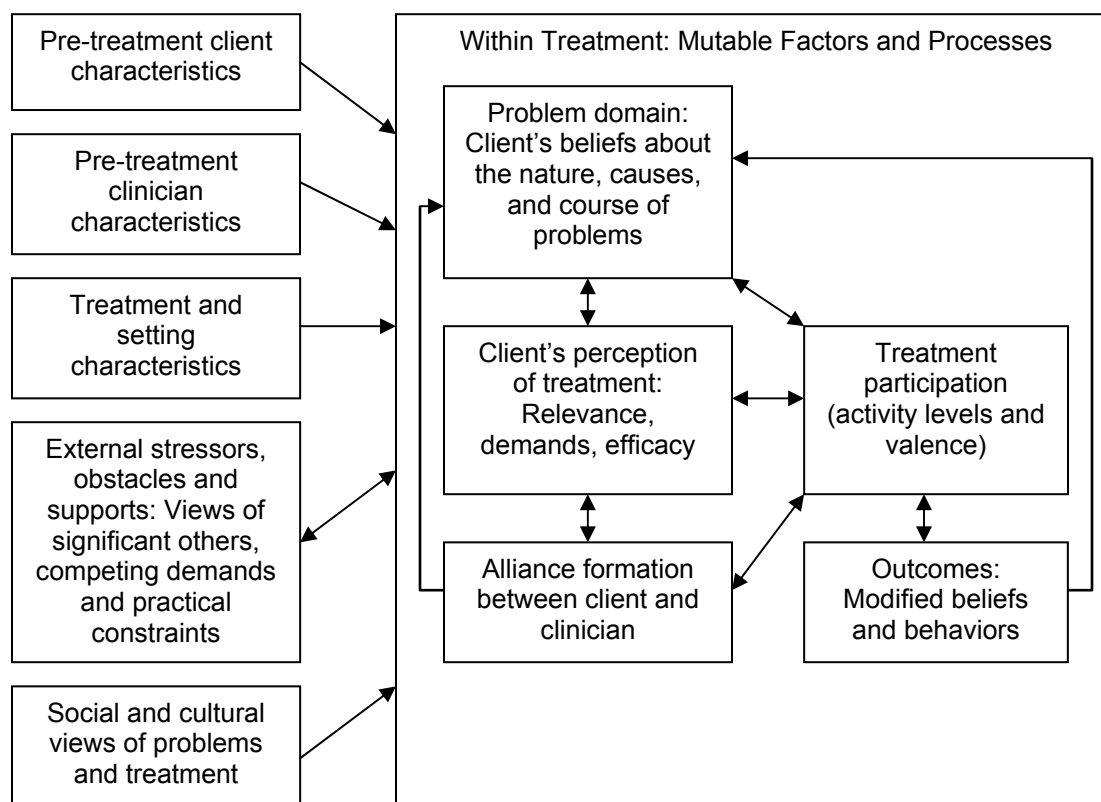 Pre-treatment client
characteristics
Pre-treatment
clinician
characteristics
Treatment and
setting
characteristics
External stressors,
obstacles and
supports: Views of
significant others,
competing demands
and practical
constraints
Social and cultural
views of problems
and treatment
Within Treatment: Mutable Factors and Processes
Problem domain:
Client’s beliefs about
the nature, causes,
and course of
problems
Client’s perception
of treatment:
Relevance,
demands, efficacy
Treatment
participation
(activity levels and
valence)
Alliance formation
between client and
clinician
Outcomes:
Modified beliefs
and behaviors